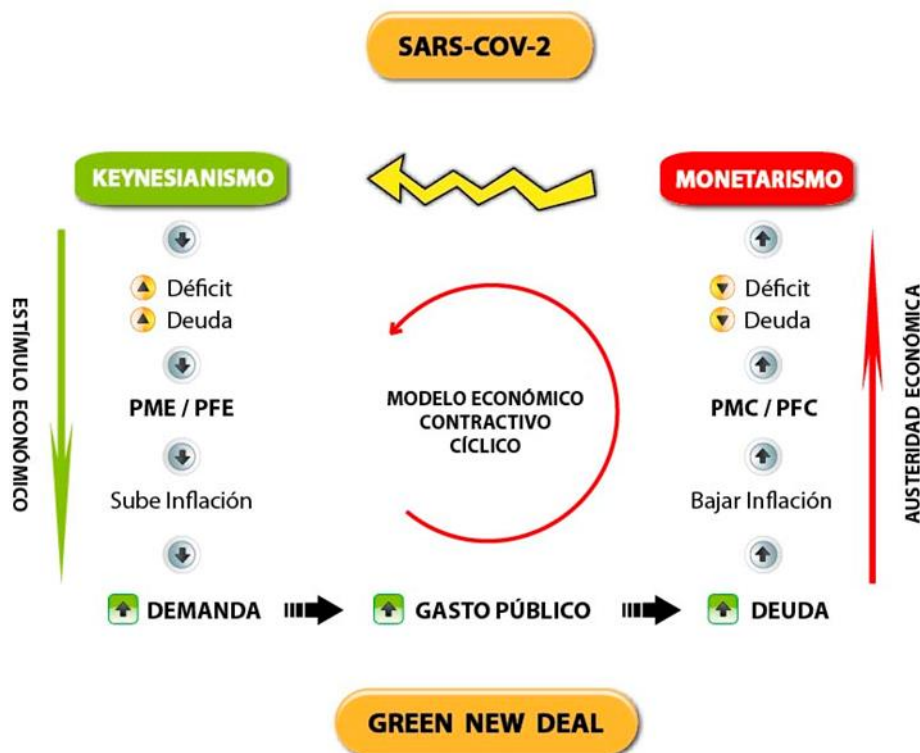 SARS-COV-2
KEYNESIANISMO
MONETARISMO
ESTÍMULO ECONÓMICO
Déficit
Deuda
PME / PFE
Sube Inflación
MODELO ECONÓMICO
CONTRACTIVO
CÍCLICO
Déficit
Deuda
PMC / PFC
Bajar Inflación
AUSTERIDAD ECONÓMICA
DEMANDA
GASTO PÚBLICO
DEUDA
GREEN NEW DEAL